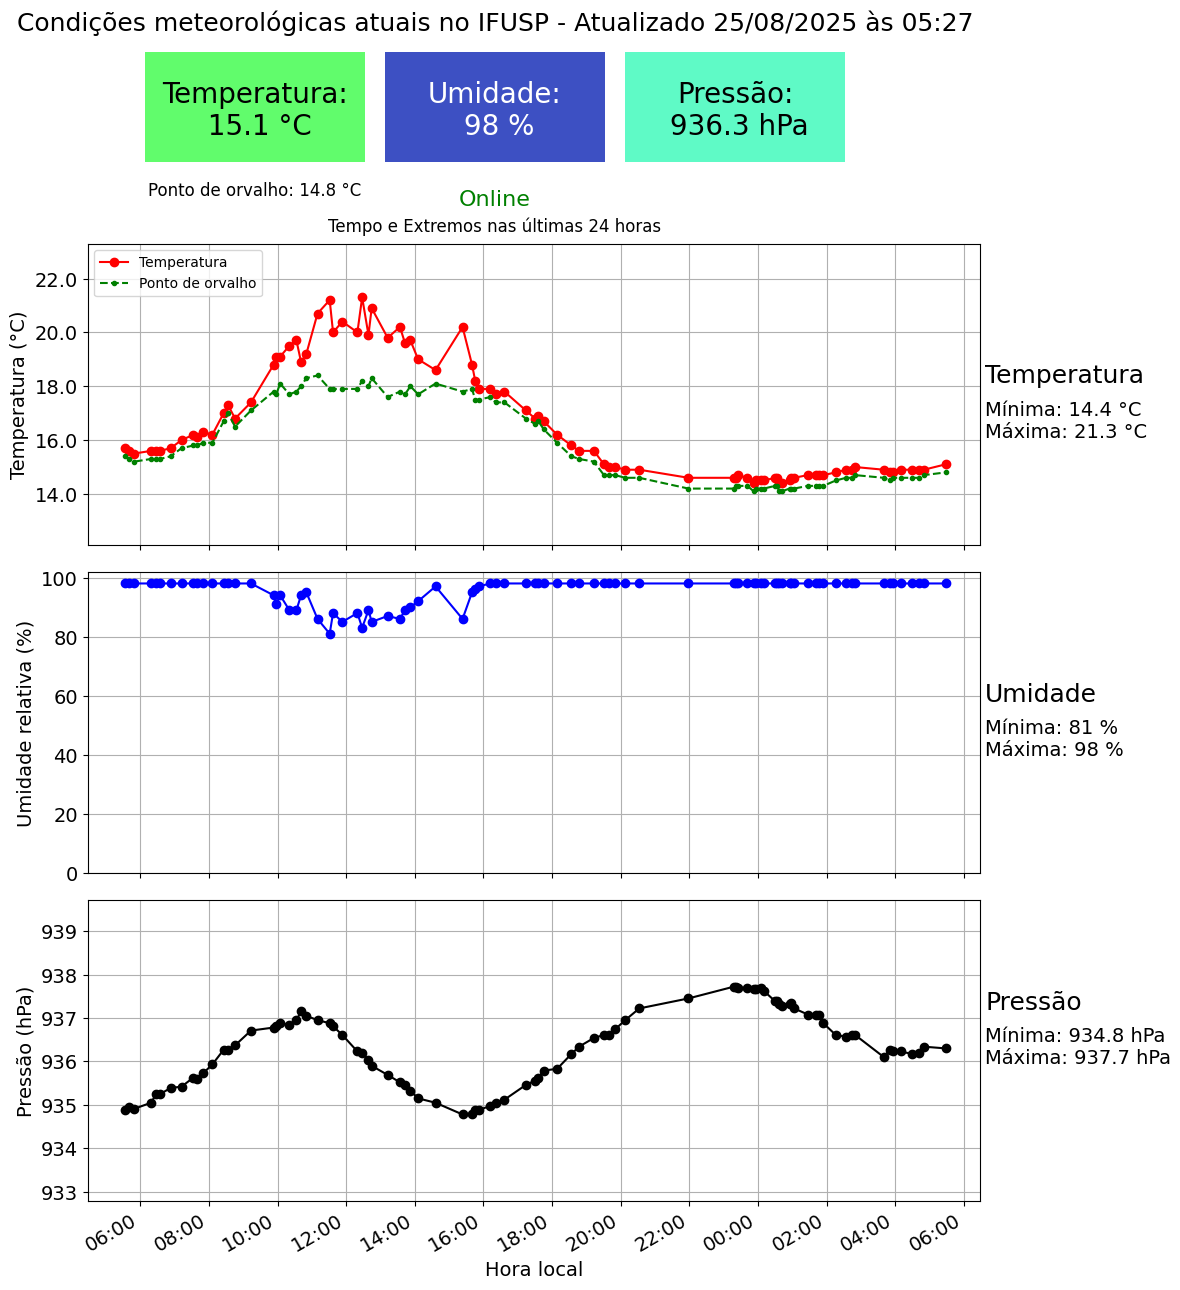 Condições meteorológicas atuais no IFUSP - Atualizado 25/08/2025 às 05:27
Temperatura:
15.1 °C
Umidade:
98 %
Pressão:
936.3 hPa
Ponto de orvalho: 14.8 °C
Online
Tempo e Extremos nas últimas 24 horas
Temperatura
Ponto de orvalho
22.0
20.0
18.0
16.0
14.0
Temperatura (°C)
Temperatura
Mínima: 14.4 °C
Máxima: 21.3 °C
100
80
60
40
20
0
Umidade relativa (%)
Umidade
Mínima: 81 %
Máxima: 98 %
939
938
937
936
935
934
933
Pressão (hPa)
Pressão
Mínima: 934.8 hPa
Máxima: 937.7 hPa
06:00 08:00 10:00 12:00 14:00 16:00 18:00 20:00 22:00 00:00 02:00 04:00 06:00
Hora local